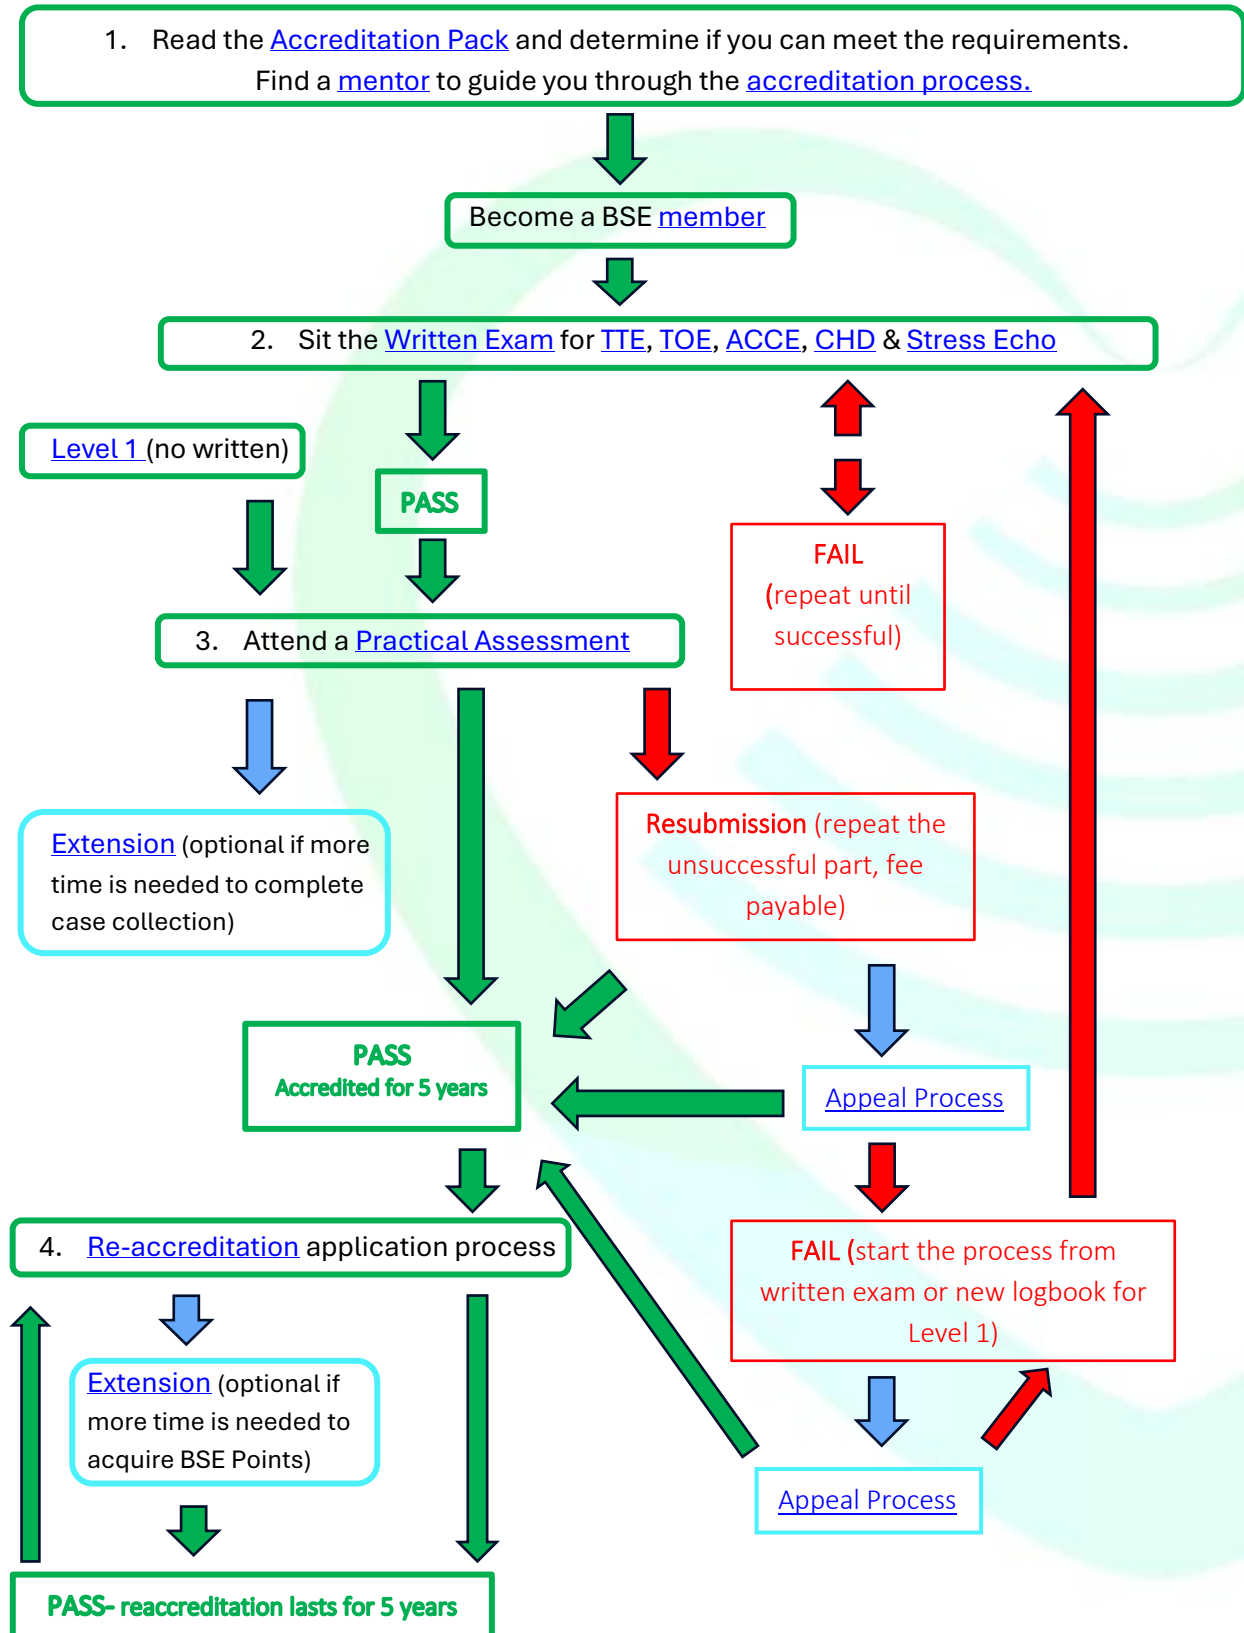 1. Read the Accreditation Pack and determine if you can meet the requirements.
Find a mentor to guide you through the accreditation process.
Become a BSE member
2. Sit the Written Exam for TTE, TOE, ACCE, CHD & Stress Echo
Level 1 (no written)
PASS
FAIL
(repeat until
successful)
3. Attend a Practical Assessment
Extension (optional if more
time is needed to complete
case collection)
Resubmission (repeat the
unsuccessful part, fee
payable)
PASS
Accredited for 5 years
Appeal Process
4. Re-accreditation application process
FAIL (start the process from
written exam or new logbook for
Level 1)
Extension (optional if
more time is needed to
acquire BSE Points)
Appeal Process
PASS- reaccreditation lasts for 5 years